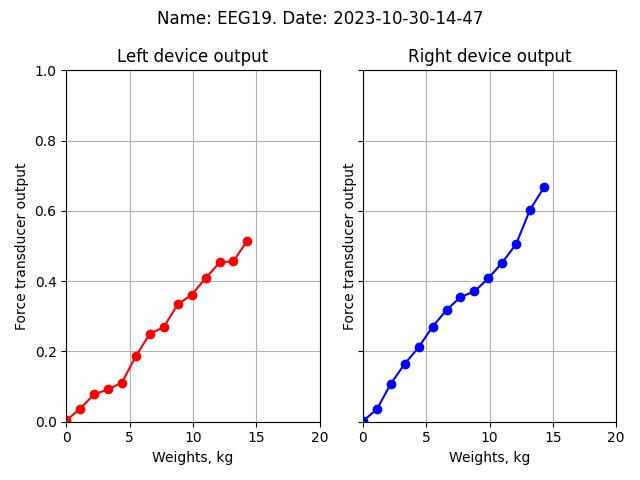 Name: EEG19. Date: 2023-10-30-14-47
Left device output
Right device output
1.0
0.8
0.6
0.4
0.2
0.0
Force transducer output
Force transducer output
0 5 10 15 20
0 5 10 15 20
Weights, kg
Weights, kg